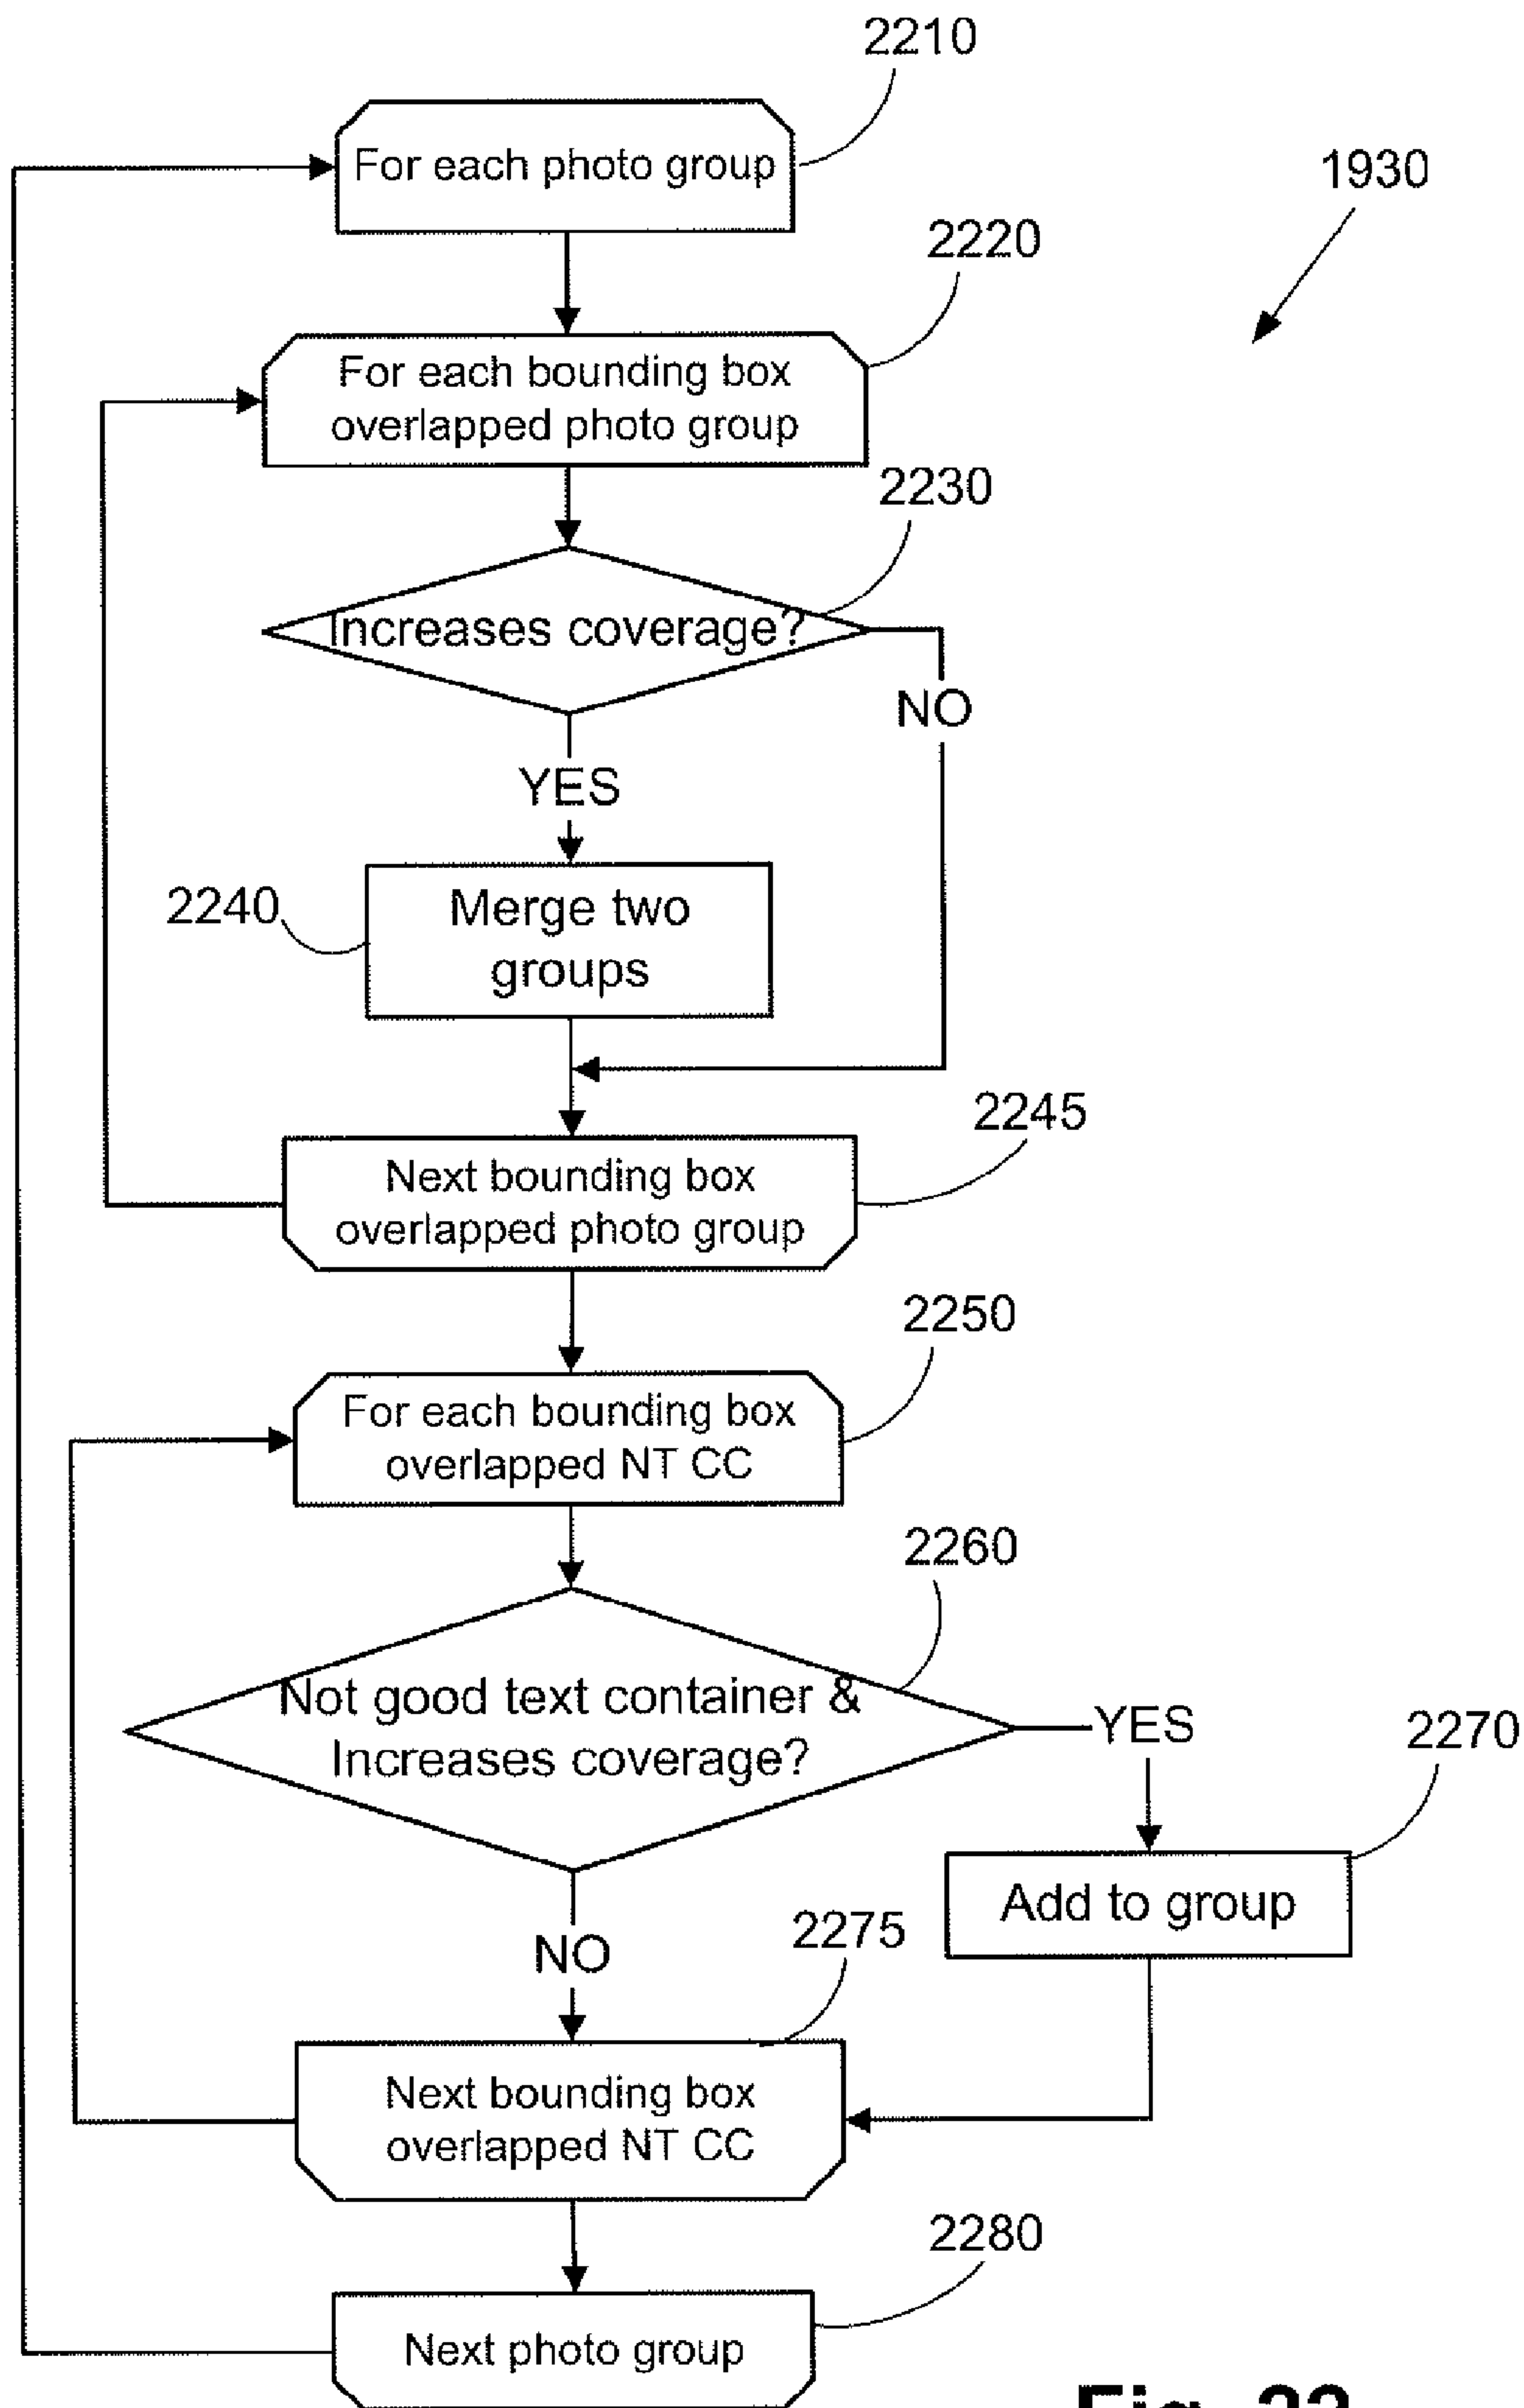 2210
For each photo group
1930
2220
For each bounding box
overlapped photo group
2230
Increases coverage?
NO
YES
2240
Merge two
groups
2245
Next bounding box
overlapped photo group
2250
For each bounding box
overlapped NT CC
2260
Not good text container &
Increases coverage?
YES
2270
Add to group
NO
2275
Next bounding box
overlapped NT CC
2280
Next photo group
Fig. 22